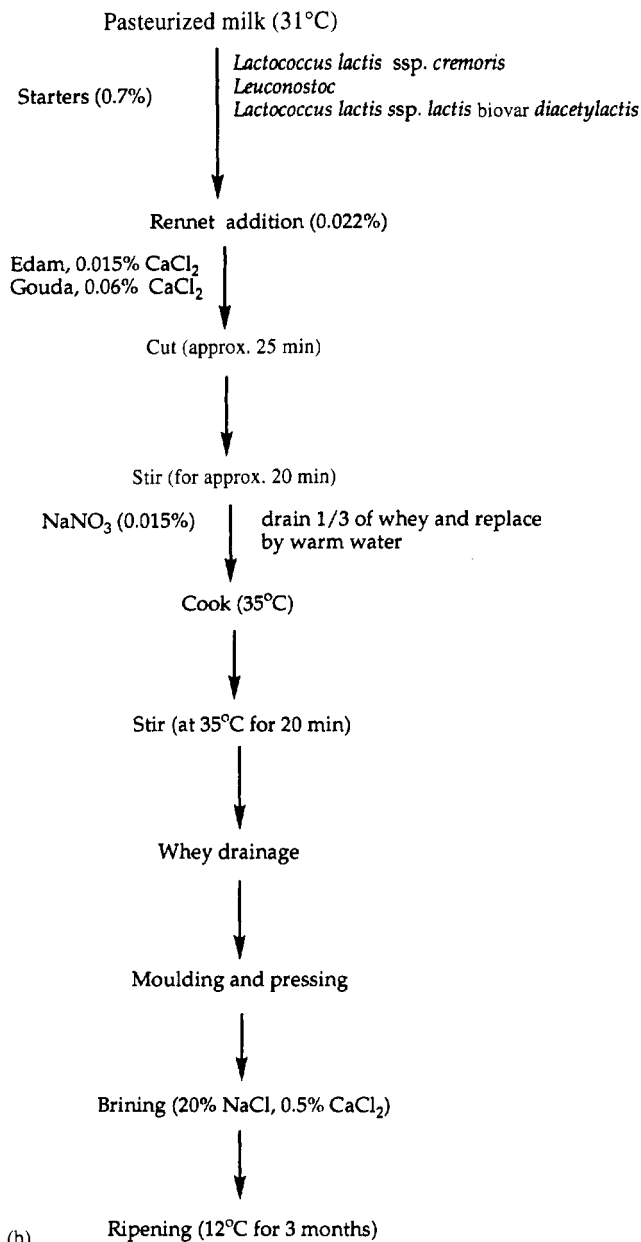 Pasteurized milk (31°C)
Starters (0.7%)
Lactococcus lactis ssp. cremoris
Leuconostoc
Lactococcus lactis ssp. lactis biovar diacetylactis
Rennet addition (0.022%)
Edam, 0.015% CaCl₂
Gouda, 0.06% CaCl₂
Cut (approx. 25 min)
Stir (for approx. 20 min)
NaNO₃ (0.015%)
drain 1/3 of whey and replace
by warm water
Cook (35°C)
Stir (at 35°C for 20 min)
Whey drainage
Moulding and pressing
Brining (20% NaCl, 0.5% CaCl₂)
(b) Ripening (12°C for 3 months)